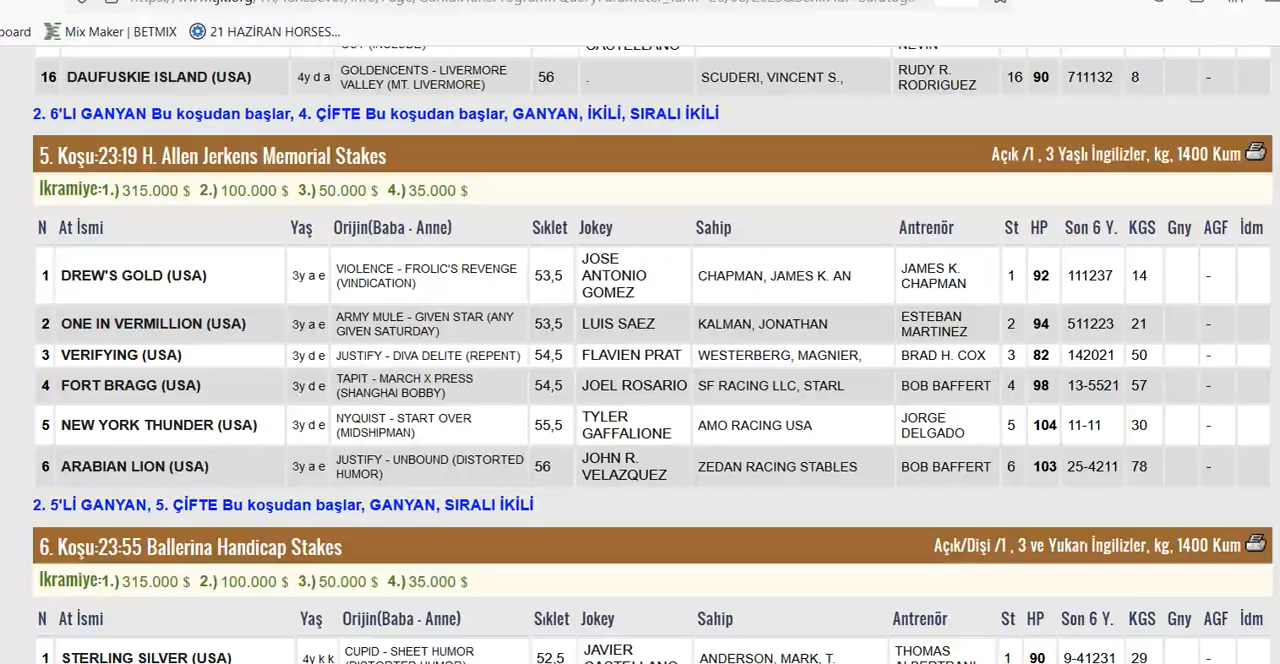 board Mix Maker | BETMIX 21 HAZİRAN HORSES...
16 DAUFUSKIE ISLAND (USA) 4y d a GOLDENCENTS - LIVERMORE VALLEY (MT. LIVERMORE) 56 . SCUDERI, VINCENT S., RUDY R. RODRIGUEZ 16 90 711132 8 -
2. 6'LI GANYAN Bu koşudan başlar, 4. ÇİFTE Bu koşudan başlar, GANYAN, İKİLİ, SIRALI İKİLİ
5. Koşu:23:19 H. Allen Jerkens Memorial Stakes Açık /1 , 3 Yaşlı İngilizler, kg, 1400 Kum
Ikramiye:1.) 315.000 $ 2.) 100.000 $ 3.) 50.000 $ 4.) 35.000 $
N At İsmi Yaş Orijin(Baba - Anne) Sıklet Jokey Sahip Antrenör St HP Son 6 Y. KGS Gny AGF İdm
1 DREW'S GOLD (USA) 3y a e VIOLENCE - FROLIC'S REVENGE (VINDICATION) 53,5 JOSE ANTONIO GOMEZ CHAPMAN, JAMES K. AN JAMES K. CHAPMAN 1 92 111237 14 -
2 ONE IN VERMILLION (USA) 3y a e ARMY MULE - GIVEN STAR (ANY GIVEN SATURDAY) 53,5 LUIS SAEZ KALMAN, JONATHAN ESTEBAN MARTINEZ 2 94 511223 21 -
3 VERIFYING (USA) 3y d e JUSTIFY - DIVA DELITE (REPENT) 54,5 FLAVIEN PRAT WESTERBERG, MAGNIER, BRAD H. COX 3 82 142021 50 -
4 FORT BRAGG (USA) 3y d e TAPIT - MARCH X PRESS (SHANGHAI BOBBY) 54,5 JOEL ROSARIO SF RACING LLC, STARL BOB BAFFERT 4 98 13-5521 57 -
5 NEW YORK THUNDER (USA) 3y d e NYQUIST - START OVER (MIDSHIPMAN) 55,5 TYLER GAFFALIONE AMO RACING USA JORGE DELGADO 5 104 11-11 30 -
6 ARABIAN LION (USA) 3y a e JUSTIFY - UNBOUND (DISTORTED HUMOR) 56 JOHN R. VELAZQUEZ ZEDAN RACING STABLES BOB BAFFERT 6 103 25-4211 78 -
2. 5'Lİ GANYAN, 5. ÇİFTE Bu koşudan başlar, GANYAN, SIRALI İKİLİ
6. Koşu:23:55 Ballerina Handicap Stakes Açık/Dişi /1 , 3 ve Yukarı İngilizler, kg, 1400 Kum
Ikramiye:1.) 315.000 $ 2.) 100.000 $ 3.) 50.000 $ 4.) 35.000 $
N At İsmi Yaş Orijin(Baba - Anne) Sıklet Jokey Sahip Antrenör St HP Son 6 Y. KGS Gny AGF İdm
1 STERLING SILVER (USA) 4y k k CUPID - SHEET HUMOR 52,5 JAVIER ANDERSON, MARK, T. THOMAS 1 90 9-41231 29 -